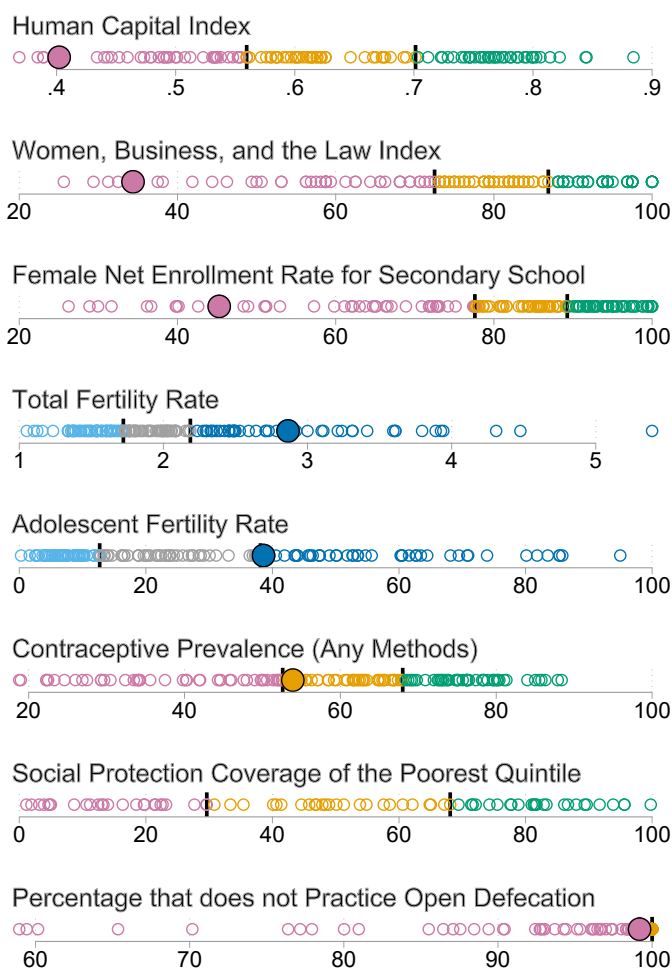 Human Capital Index
.4 .5 .6 .7 .8 .9
Women, Business, and the Law Index
20 40 60 80 100
Female Net Enrollment Rate for Secondary School
20 40 60 80 100
Total Fertility Rate
1 2 3 4 5
Adolescent Fertility Rate
0 20 40 60 80 100
Contraceptive Prevalence (Any Methods)
20 40 60 80 100
Social Protection Coverage of the Poorest Quintile
0 20 40 60 80 100
Percentage that does not Practice Open Defecation
60 70 80 90 100